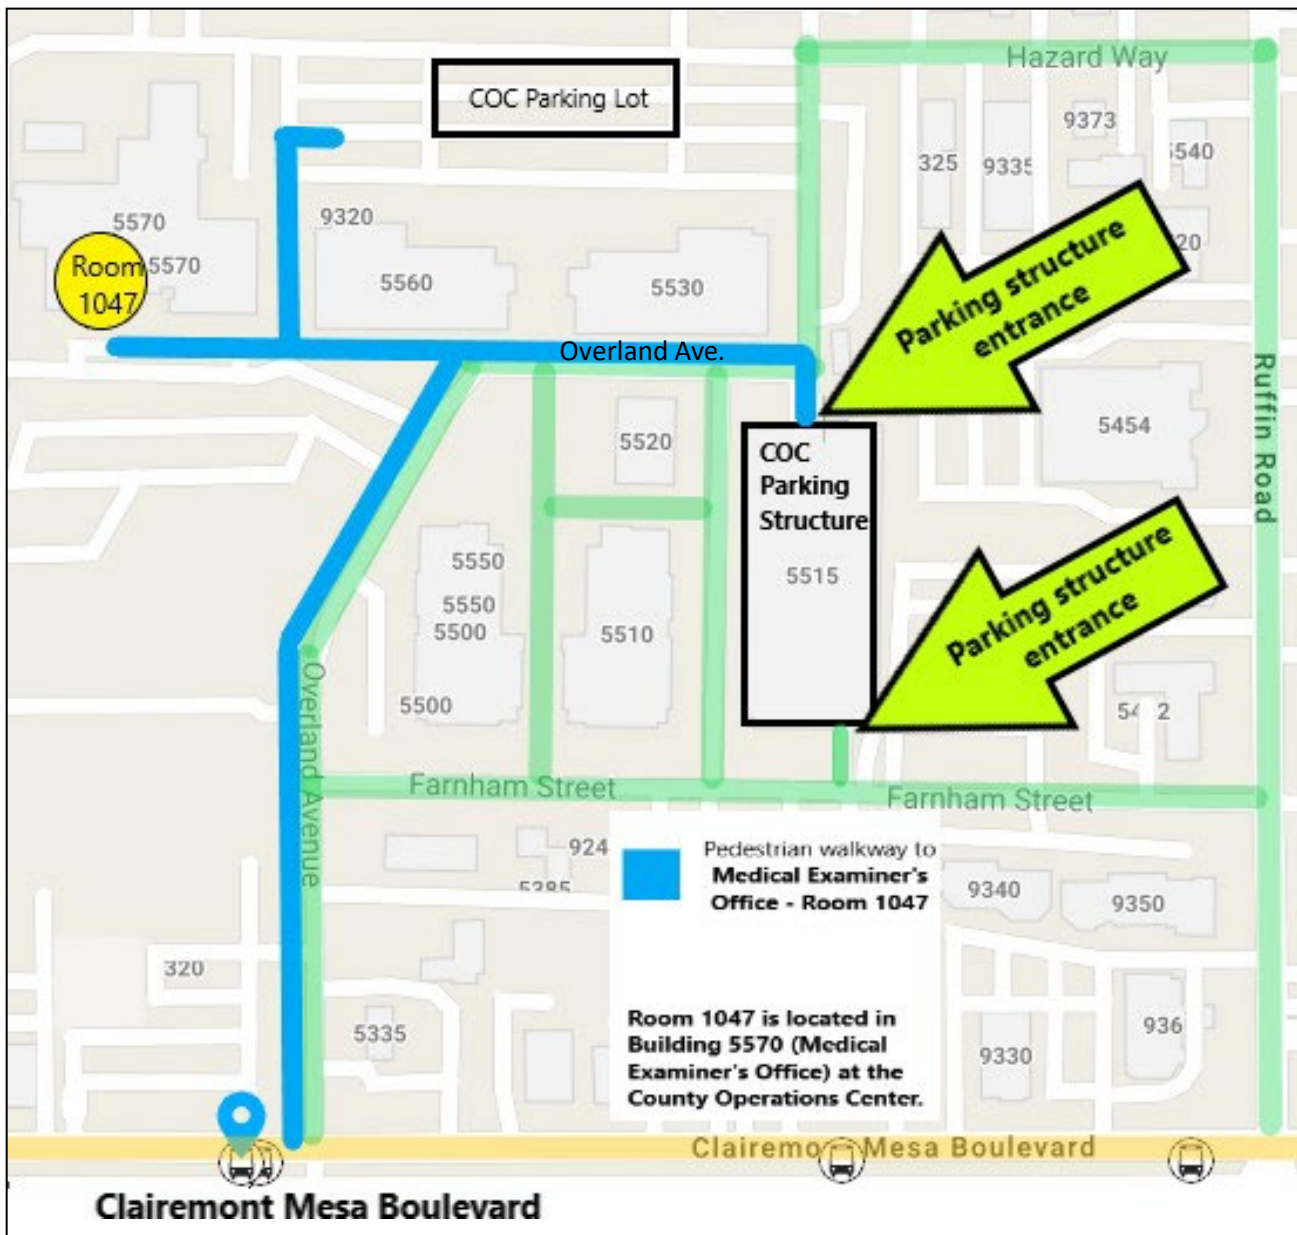 Hazard Way
COC Parking Lot
9373
325
9335
5540
5570
9320
20
Parking structure
entrance
Room
1047
5570
5560
5530
Overland Ave.
Ruffin Road
5454
5520
COC
Parking
Structure
5515
Parking structure
entrance
5550
5550
5500
5510
5500
Overland Avenue
Farnham Street
Farnham Street
924
5385
Pedestrian walkway to
Medical Examiner's
Office - Room 1047
9340
9350
320
5335
Room 1047 is located in
Building 5570 (Medical
Examiner's Office) at the
County Operations Center.
936
9330
Clairemo Mesa Boulevard
Clairemont Mesa Boulevard